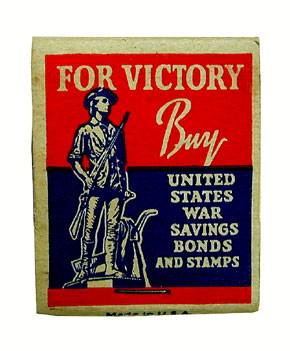 FOR VICTORY
Buy
UNITED
STATES
WAR
SAVINGS
BONDS
AND STAMPS
Made in U.S.A.